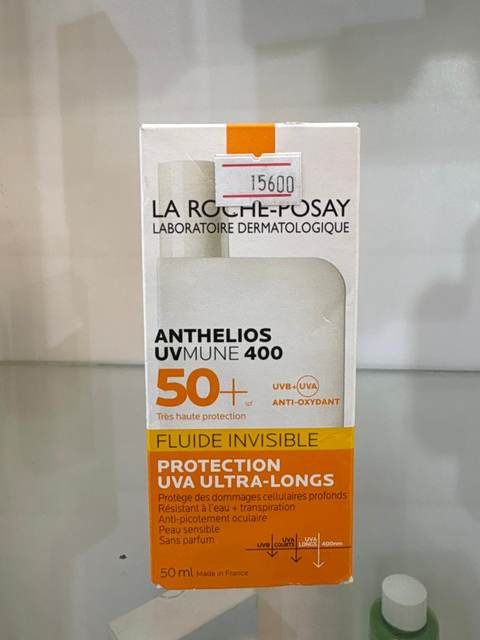 15600
LA ROCHE-POSAY
LABORATOIRE DERMATOLOGIQUE
ANTHELIOS
UVMUNE 400
50+
spf
Très haute protection
UVB+UVA
ANTI-OXYDANT
FLUIDE INVISIBLE
PROTECTION
UVA ULTRA-LONGS
Protège des dommages cellulaires profonds
Résistant à l'eau + transpiration
Anti-picotement oculaire
Peau sensible
Sans parfum
UVB UVA COURTS UVA LONGS 400nm
50 ml Made in France